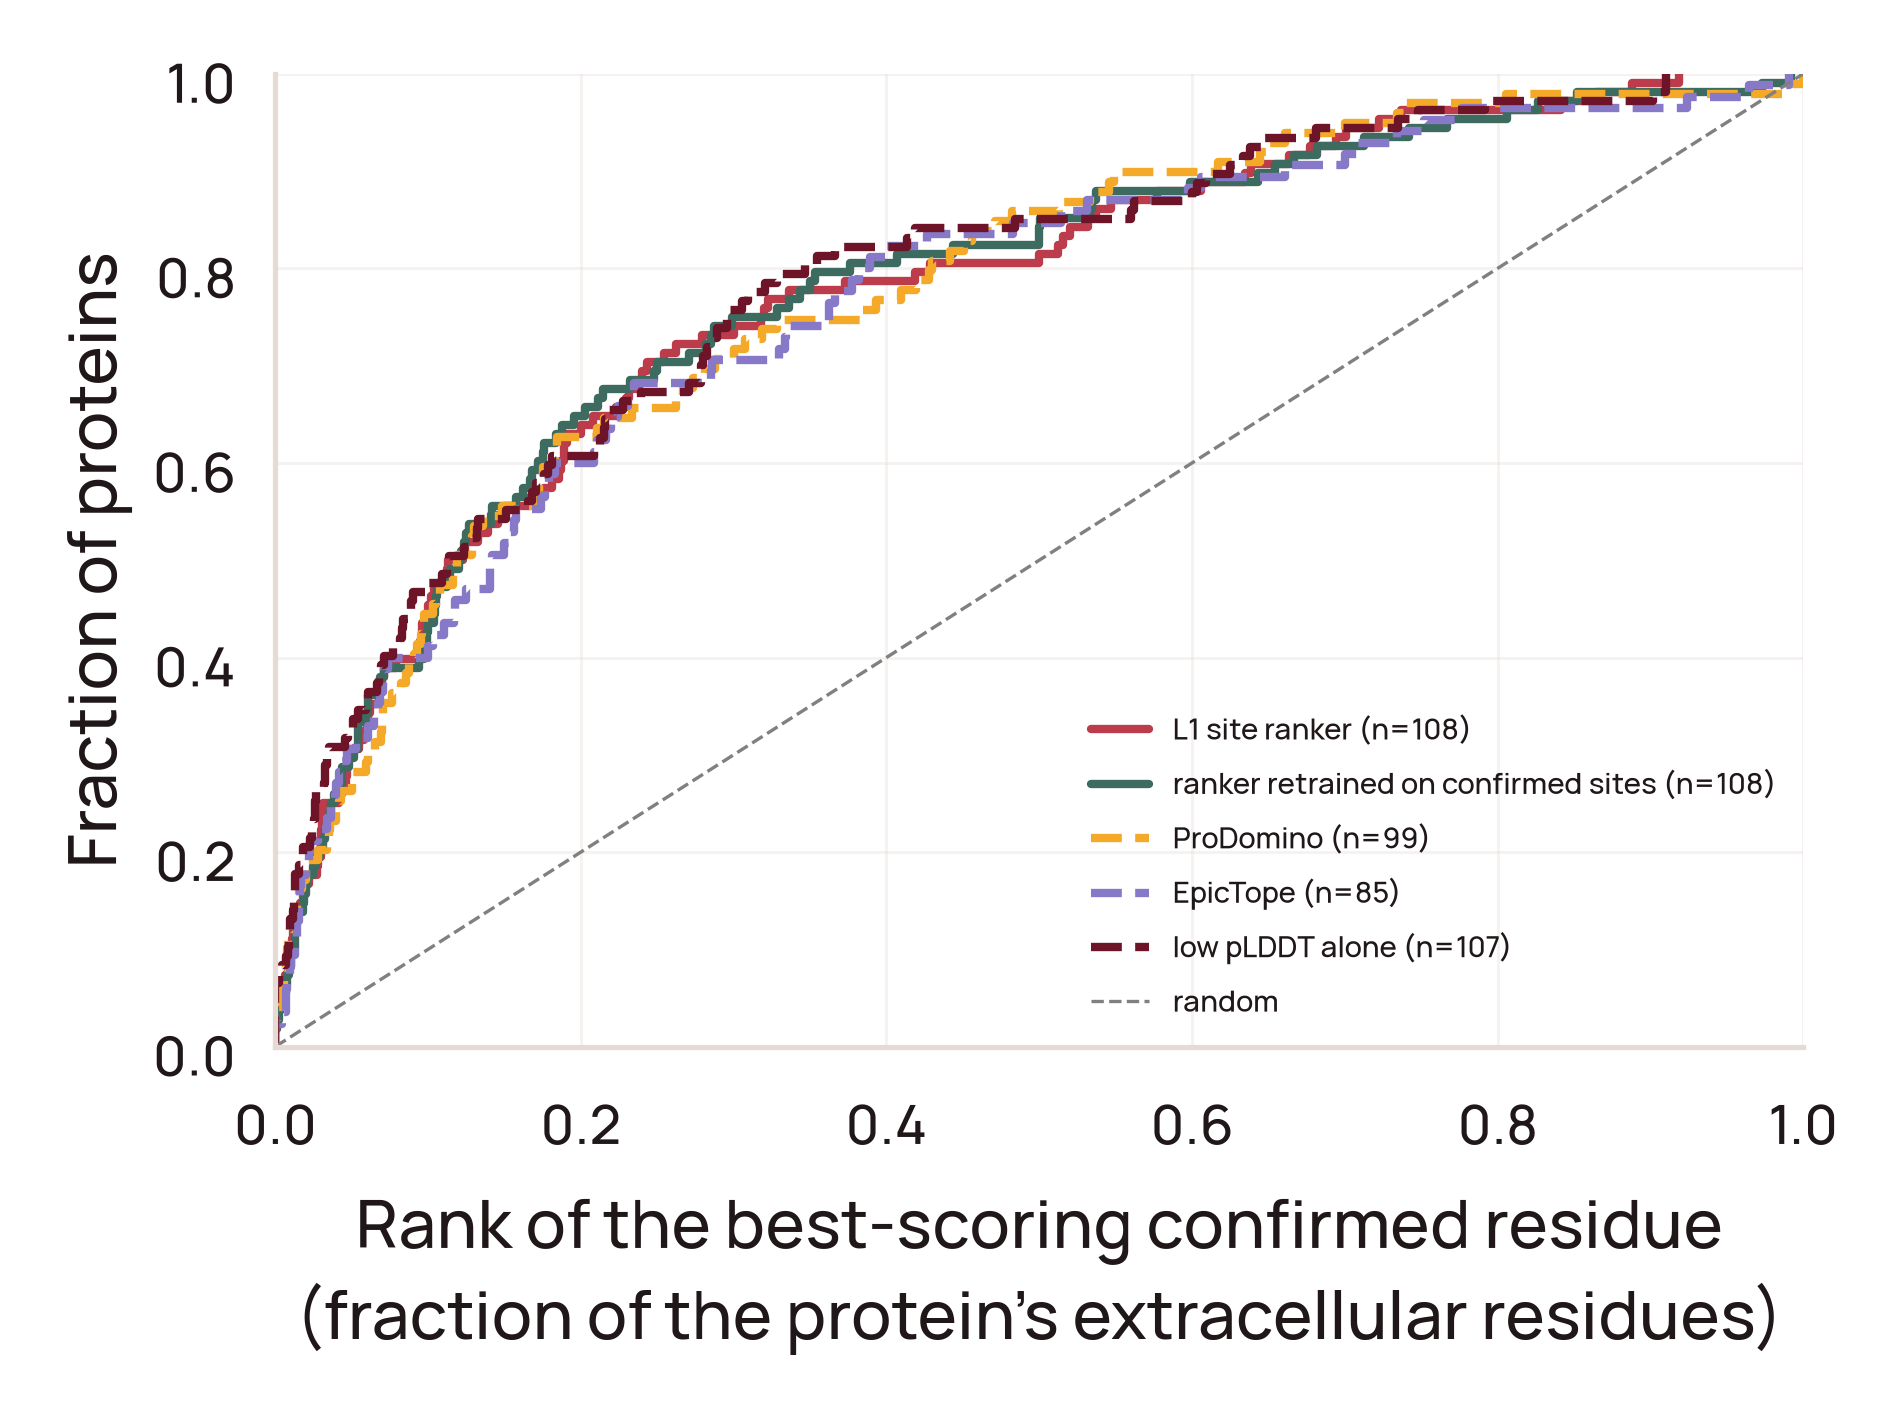 Fraction of proteins
1.0
0.8
0.6
0.4
0.2
0.0
0.0 0.2 0.4 0.6 0.8 1.0
L1 site ranker (n=108)
ranker retrained on confirmed sites (n=108)
ProDomino (n=99)
EpicTope (n=85)
low pLDDT alone (n=107)
random
Rank of the best-scoring confirmed residue
(fraction of the protein’s extracellular residues)